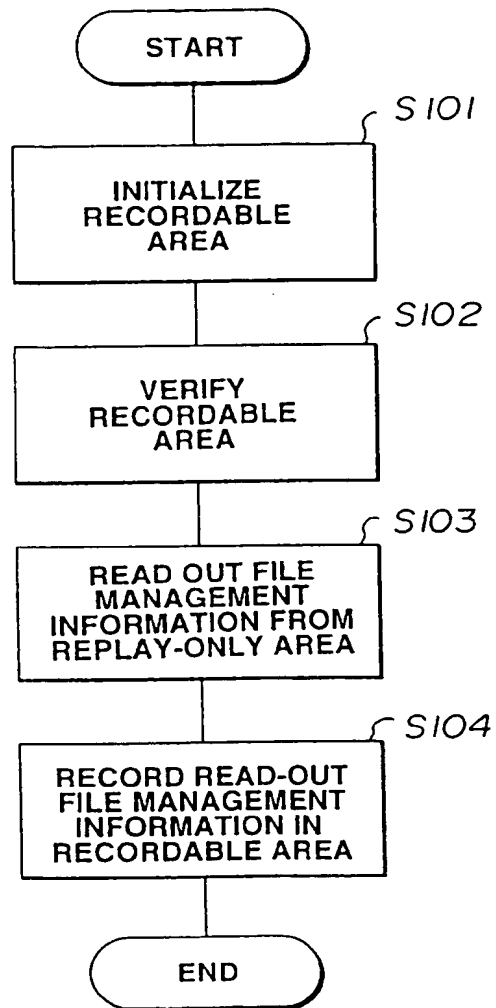 START
S101
INITIALIZE
RECORDABLE
AREA
S102
VERIFY
RECORDABLE
AREA
S103
READ OUT FILE
MANAGEMENT
INFORMATION FROM
REPLAY-ONLY AREA
S104
RECORD READ-OUT
FILE MANAGEMENT
INFORMATION IN
RECORDABLE AREA
END